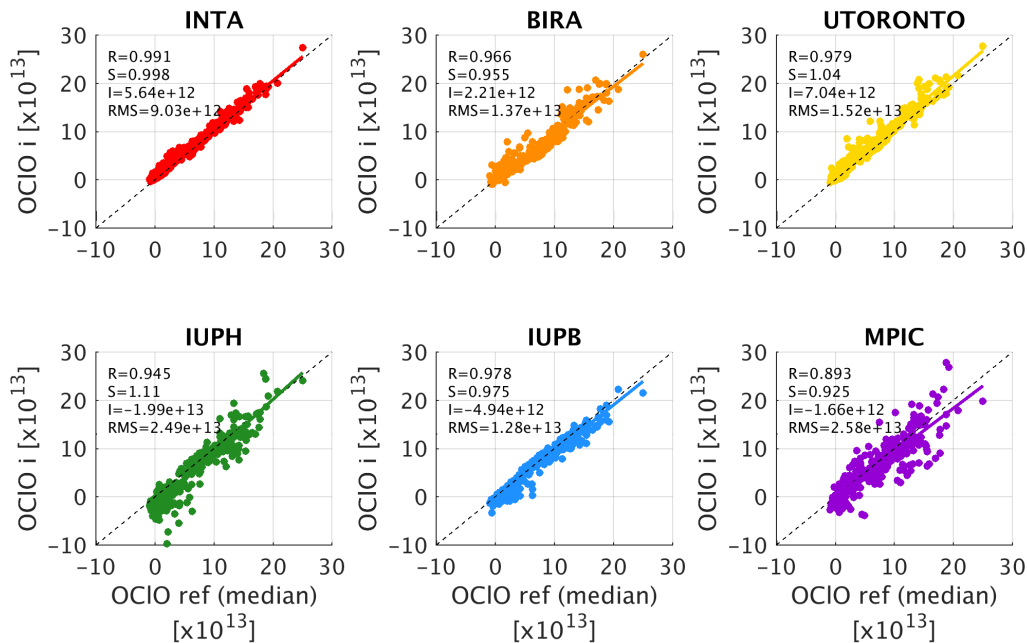 INTA
BIRA
UTORONTO
OClO i [x10^13]
30
20
10
0
−10
R=0.991
S=0.998
I=5.64e+12
RMS=9.03e+12
−10 0 10 20 30
OClO i [x10^13]
30
20
10
0
−10
R=0.966
S=0.955
I=2.21e+12
RMS=1.37e+13
−10 0 10 20 30
OClO i [x10^13]
30
20
10
0
−10
R=0.979
S=1.04
I=7.04e+12
RMS=1.52e+13
−10 0 10 20 30
IUPH
IUPB
MPIC
OClO i [x10^13]
30
20
10
0
−10
R=0.945
S=1.11
I=−1.99e+13
RMS=2.49e+13
−10 0 10 20 30
OClO ref (median)
[x10^13]
OClO i [x10^13]
30
20
10
0
−10
R=0.978
S=0.975
I=−4.94e+12
RMS=1.28e+13
−10 0 10 20 30
OClO ref (median)
[x10^13]
OClO i [x10^13]
30
20
10
0
−10
R=0.893
S=0.925
I=−1.66e+12
RMS=2.58e+13
−10 0 10 20 30
OClO ref (median)
[x10^13]